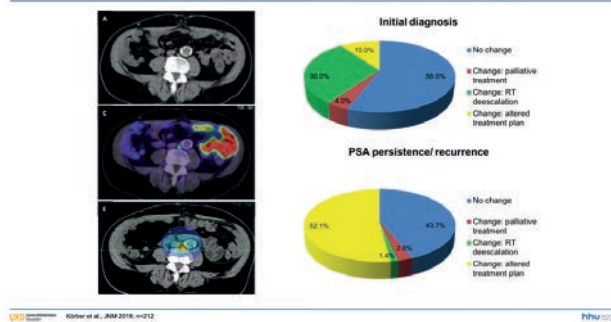 A
C
E
Initial diagnosis
10.0%
30.0%
4.0%
56.0%
No change
Change: palliative
treatment
Change: RT
deescalation
Change: altered
treatment plan
PSA persistence/ recurrence
52.1%
43.7%
2.8%
1.4%
No change
Change: palliative
treatment
Change: RT
deescalation
Change: altered
treatment plan
UKD
Körber et al., JNM 2018; n=212
hhu